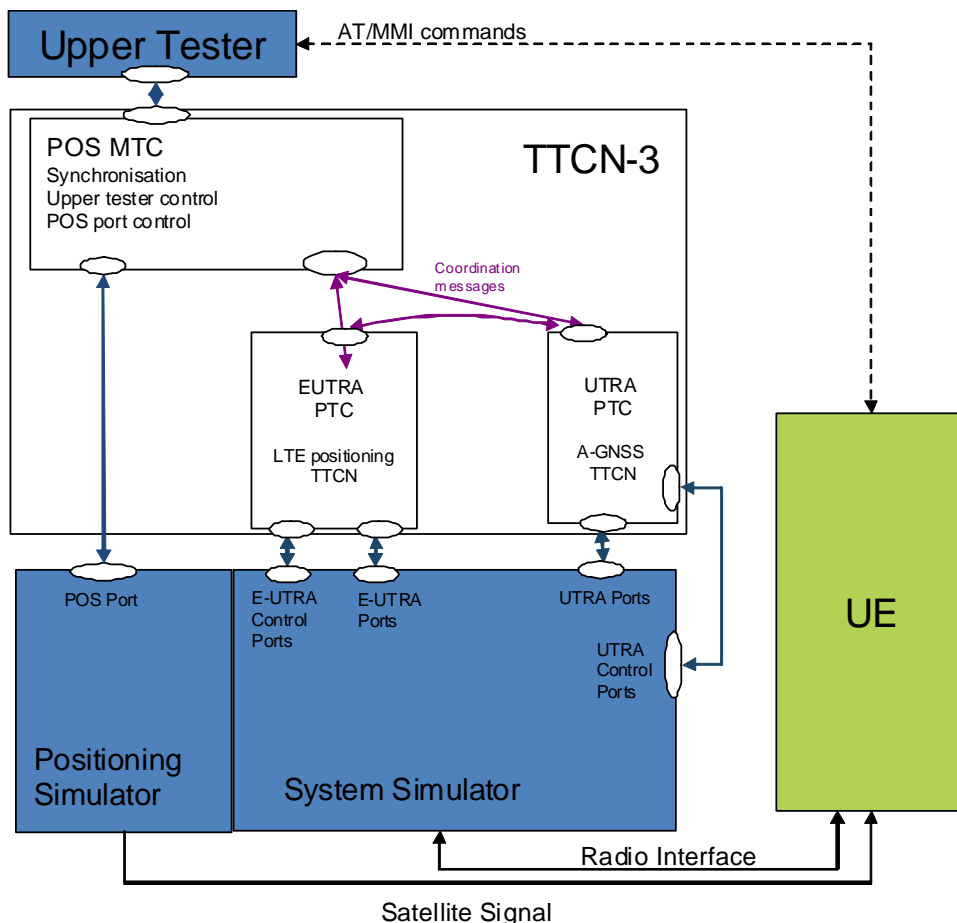 Upper Tester
AT/MMI commands
POS MTC
Synchronisation
Upper tester control
POS port control
TTCN-3
Coordination
messages
EUTRA
PTC
LTE positioning
TTCN
UTRA
PTC
A-GNSS
TTCN
POS Port
E-UTRA
Control
Ports
E-UTRA
Ports
UTRA Ports
UTRA
Control
Ports
UE
Positioning
Simulator
System Simulator
Radio Interface
Satellite Signal